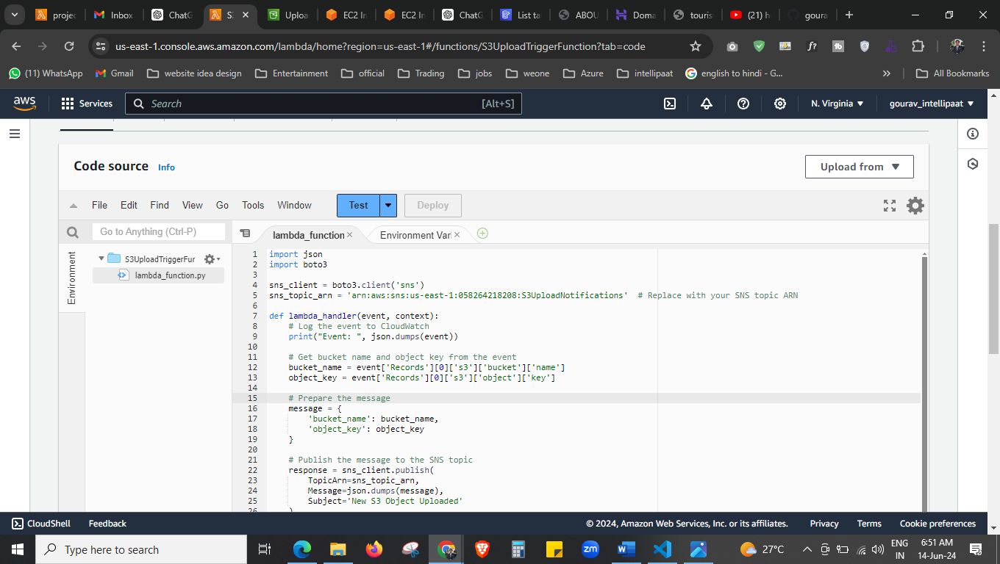 projec
Inbox
ChatG
S3
Uploa
EC2 In
EC2 In
ChatG
List ta
ABOU
Doma
touris
(21) h
goura
us-east-1.console.aws.amazon.com/lambda/home?region=us-east-1#/functions/S3UploadTriggerFunction?tab=code
(11) WhatsApp
Gmail
website idea design
Entertainment
official
Trading
jobs
weone
Azure
intellipaat
english to hindi - G...
All Bookmarks
aws
Services
Search
[Alt+S]
N. Virginia
gourav_intellipaat
Code source
Info
Upload from
File
Edit
Find
View
Go
Tools
Window
Test
Deploy
Go to Anything (Ctrl-P)
lambda_function
Environment Vari
Environment
S3UploadTriggerFur
lambda_function.py
1 import json
2 import boto3
3
4 sns_client = boto3.client('sns')
5 sns_topic_arn = 'arn:aws:sns:us-east-1:058264218208:S3UploadNotifications'  # Replace with your SNS topic ARN
6
7 def lambda_handler(event, context):
8     # Log the event to CloudWatch
9     print("Event: ", json.dumps(event))
10
11     # Get bucket name and object key from the event
12     bucket_name = event['Records'][0]['s3']['bucket']['name']
13     object_key = event['Records'][0]['s3']['object']['key']
14
15     # Prepare the message
16     message = {
17         'bucket_name': bucket_name,
18         'object_key': object_key
19     }
20
21     # Publish the message to the SNS topic
22     response = sns_client.publish(
23         TopicArn=sns_topic_arn,
24         Message=json.dumps(message),
25         Subject='New S3 Object Uploaded'
26     )
CloudShell
Feedback
© 2024, Amazon Web Services, Inc. or its affiliates.
Privacy
Terms
Cookie preferences
Type here to search
zm
27°C
ENG
IN
6:51 AM
14-Jun-24